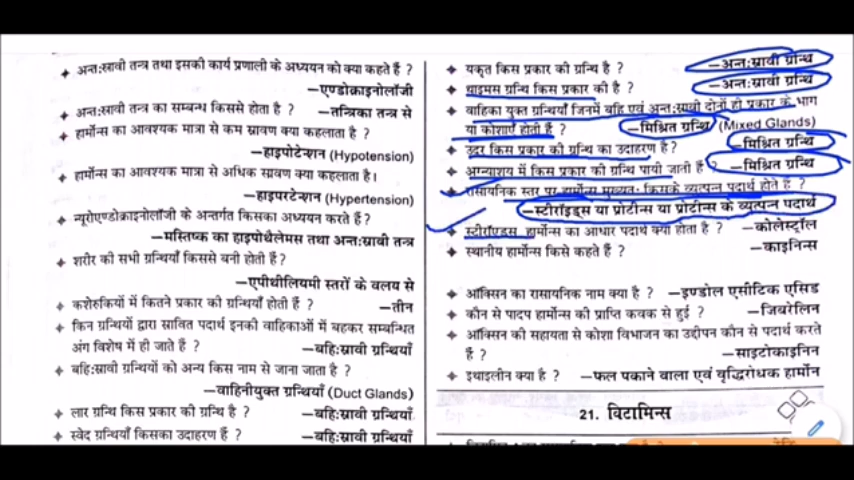 अन्तःस्रावी तन्त्र तथा इसकी कार्य प्रणाली के अध्ययन को क्या कहते हैं ?
—एण्डोक्राइनोलॉजी
अन्तःस्रावी तन्त्र का सम्बन्ध किससे होता है ? —तन्त्रिका तन्त्र से
हार्मोन्स का आवश्यक मात्रा से कम स्रावण क्या कहलाता है ?
—हाइपोटेन्शन (Hypotension)
हार्मोन्स का आवश्यक मात्रा से अधिक स्रावण क्या कहलाता है।
—हाइपरटेन्शन (Hypertension)
न्यूरोएण्डोक्राइनोलॉजी के अन्तर्गत किसका अध्ययन करते हैं ?
—मस्तिष्क का हाइपोथैलेमस तथा अन्तःस्रावी तन्त्र
शरीर की सभी ग्रन्थियाँ किससे बनी होती हैं ?
—एपीथीलियमी स्तरों के वलय से
कशेरुकियों में कितने प्रकार की ग्रन्थियाँ होती हैं ? —तीन
किन ग्रन्थियों द्वारा स्रावित पदार्थ इनकी वाहिकाओं में बहकर सम्बन्धित
अंग विशेष में ही जाते हैं ? —बहिःस्रावी ग्रन्थियाँ
बहिःस्रावी ग्रन्थियों को अन्य किस नाम से जाना जाता है ?
—वाहिनीयुक्त ग्रन्थियाँ (Duct Glands)
लार ग्रन्थि किस प्रकार की ग्रन्थि है ? —बहिःस्रावी ग्रन्थियाँ
स्वेद ग्रन्थियाँ किसका उदाहरण हैं ? —बहिःस्रावी ग्रन्थियाँ
यकृत किस प्रकार की ग्रन्थि है ? —अन्तःस्रावी ग्रन्थि
थाइमस ग्रन्थि किस प्रकार की है ? —अन्तःस्रावी ग्रन्थि
वाहिका युक्त ग्रन्थियाँ जिनमें बहि एवं अन्तःस्रावी दोनों ही प्रकार के भाग
या कोशाएँ होती हैं ? —मिश्रित ग्रन्थि (Mixed Glands)
उदर किस प्रकार की ग्रन्थि का उदाहरण है ? —मिश्रित ग्रन्थि
अग्न्याशय में किस प्रकार की ग्रन्थि पायी जाती है ? —मिश्रित ग्रन्थि
रासायनिक स्तर पर हार्मोन्स मुख्यतः किसके व्युत्पन्न पदार्थ होते हैं ?
—स्टीरॉइड्स या प्रोटीन्स या प्रोटीन्स के व्युत्पन्न पदार्थ
स्टीरॉएड्स हार्मोन्स का आधार पदार्थ क्या होता है ? —कोलेस्ट्रॉल
स्थानीय हार्मोन्स किसे कहते हैं ? —काइनिन्स
ऑक्सिन का रासायनिक नाम क्या है ? —इण्डोल एसीटिक एसिड
कौन से पादप हार्मोन्स की प्राप्ति कवक से हुई ? —जिबरेलिन
ऑक्सिन की सहायता से कोशा विभाजन का उद्दीपन कौन से पदार्थ करते
हैं ? —साइटोकाइनिन
इथाइलीन क्या है ? —फल पकाने वाला एवं वृद्धिरोधक हार्मोन
21. विटामिन्स